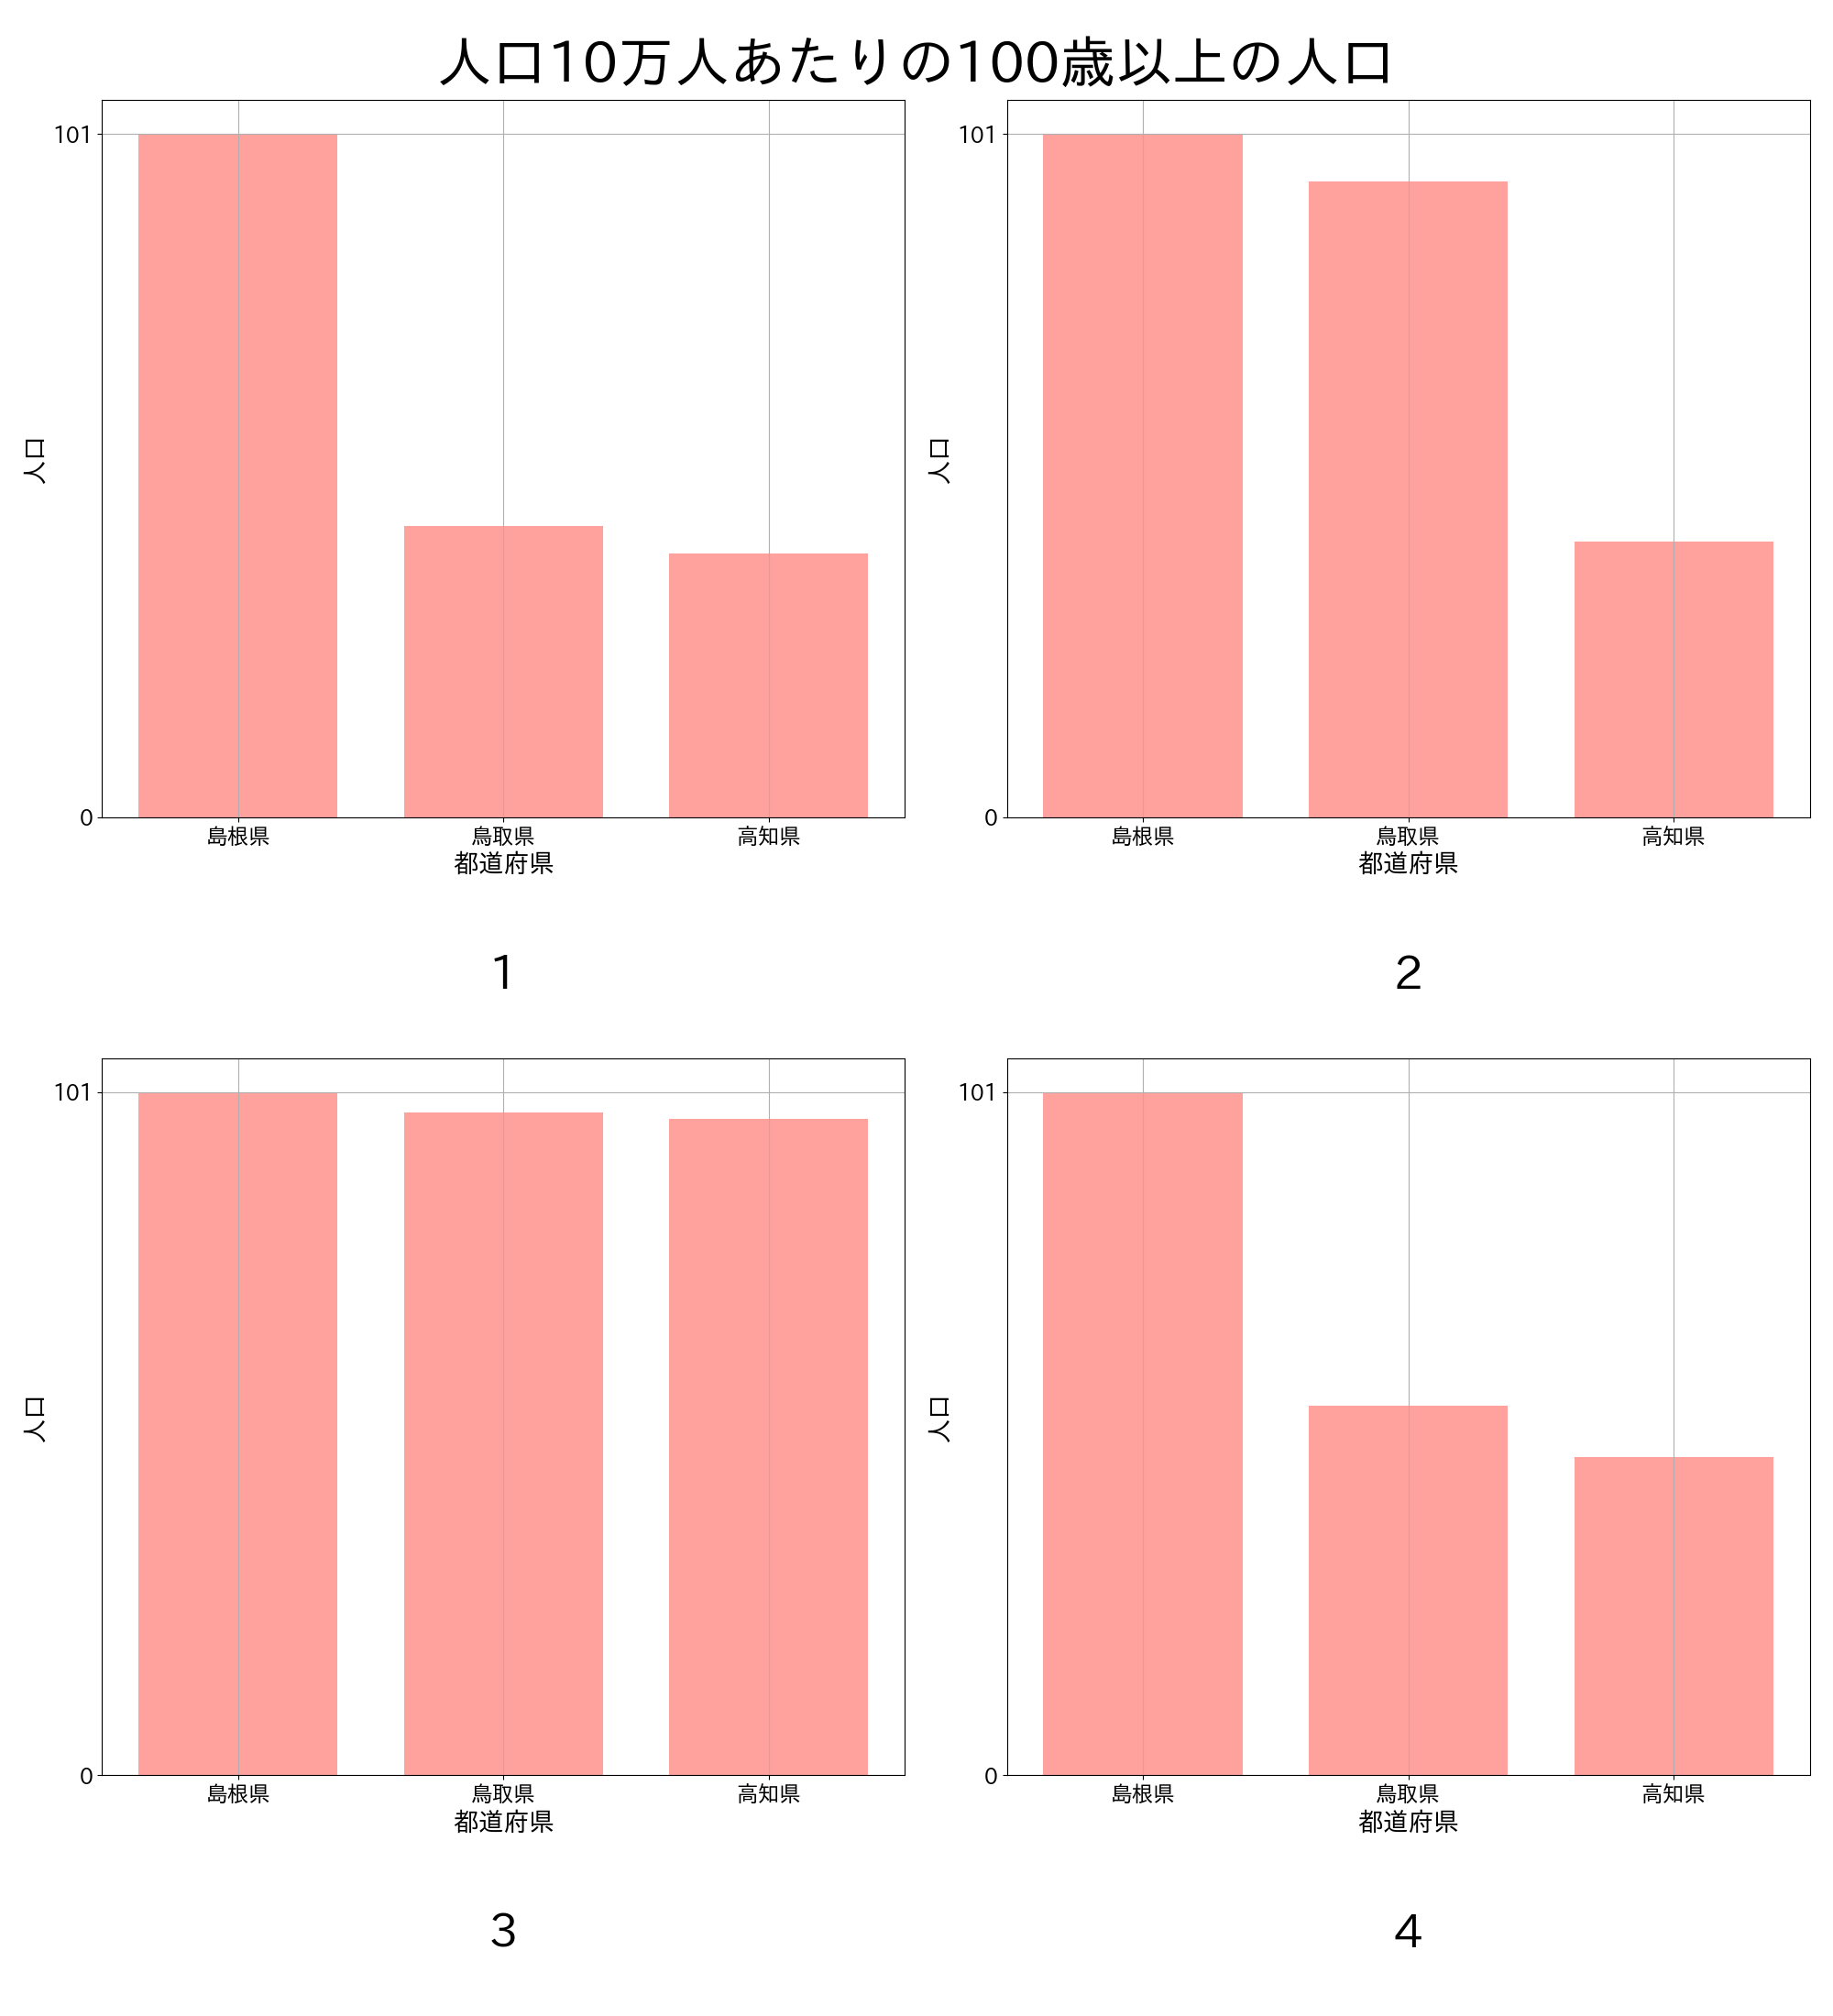 人口10万人あたりの100歳以上の人口
101
0
人口
島根県 鳥取県 高知県
都道府県
1
101
0
人口
島根県 鳥取県 高知県
都道府県
2
101
0
人口
島根県 鳥取県 高知県
都道府県
3
101
0
人口
島根県 鳥取県 高知県
都道府県
4